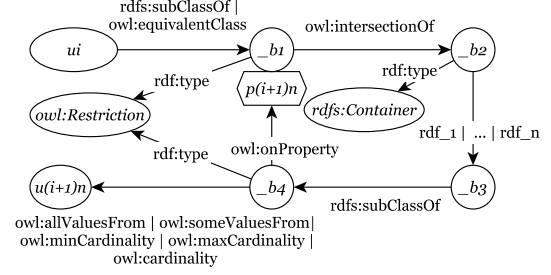 rdfs:subClassOf |
owl:equivalentClass
owl:intersectionOf
ui
_b1
_b2
rdf:type
rdf:type
p(i+1)n
owl:Restriction
rdfs:Container
rdf_1 | ... | rdf_n
rdf:type
owl:onProperty
u(i+1)n
_b4
_b3
rdfs:subClassOf
owl:allValuesFrom | owl:someValuesFrom|
owl:minCardinality | owl:maxCardinality |
owl:cardinality